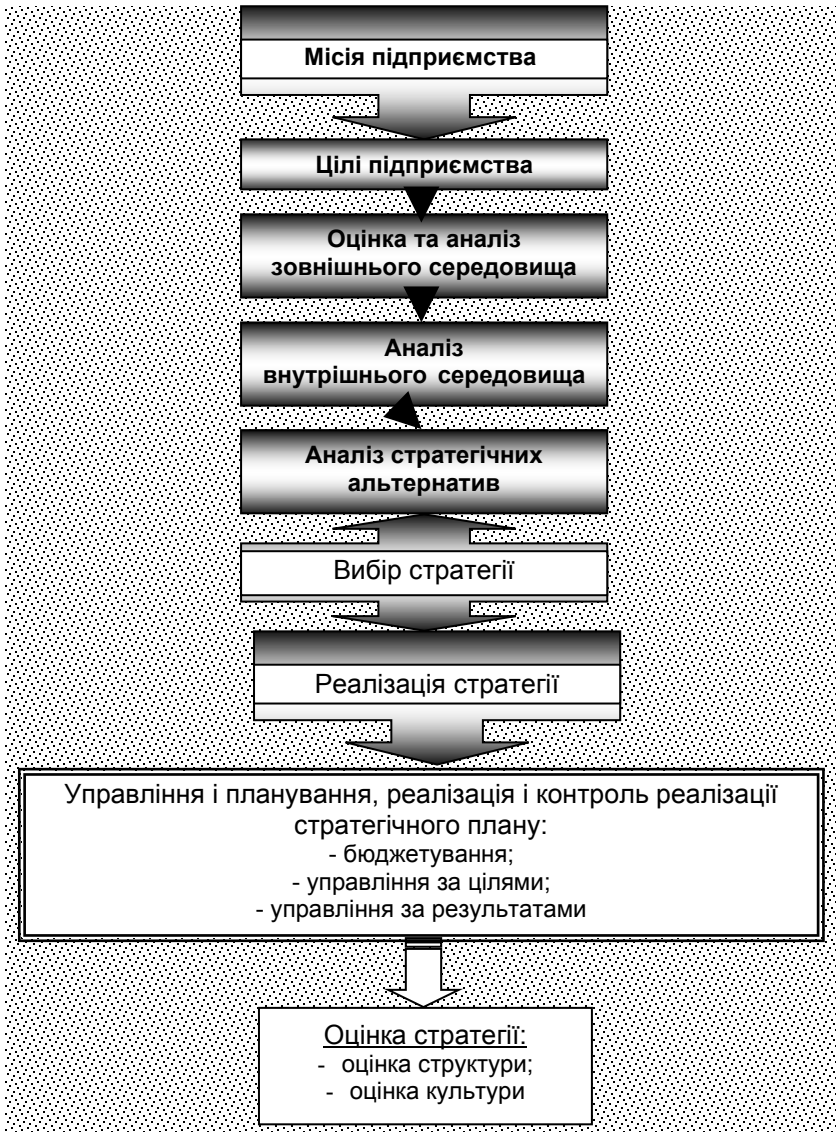 Місія підприємства
Цілі підприємства
Оцінка та аналіз
зовнішнього середовища
Аналіз
внутрішнього середовища
Аналіз стратегічних
альтернатив
Вибір стратегії
Реалізація стратегії
Управління і планування, реалізація і контроль реалізації
стратегічного плану:
- бюджетування;
- управління за цілями;
- управління за результатами
Оцінка стратегії:
- оцінка структури;
- оцінка культури